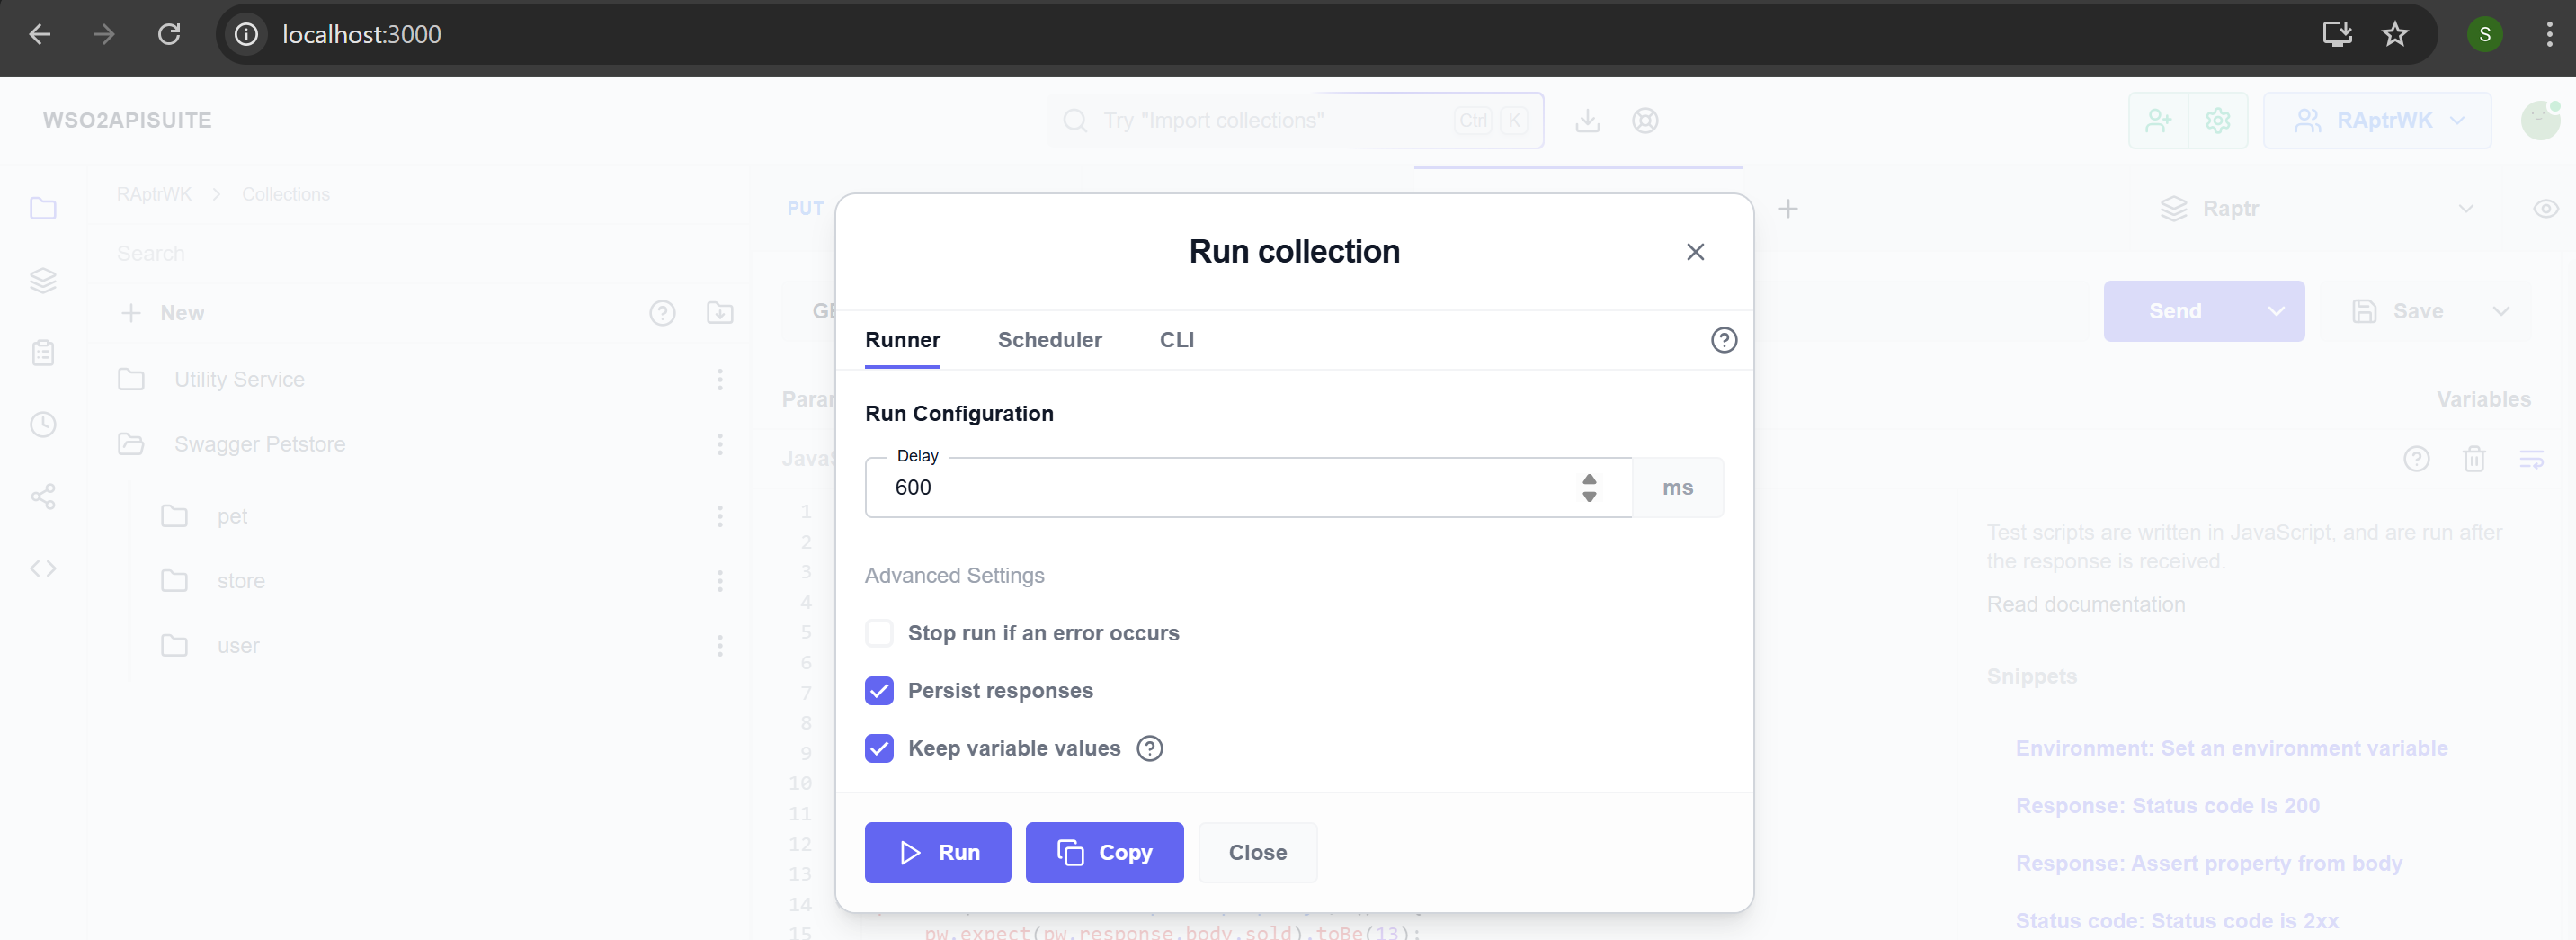 localhost:3000
S
WSO2APISUITE
Try "Import collections"
Ctrl K
RAptrWK
RAptrWK > Collections
Search
New
Utility Service
Swagger Petstore
pet
store
user
PUT
Raptr
Send
Save
Variables
1
2
3
4
5
6
7
8
9
10
11
12
13
14
15
pw.expect(pw.response.body.sold).toBe(13);
Run collection
Runner Scheduler CLI
Run Configuration
Delay
600
ms
Advanced Settings
Stop run if an error occurs
Persist responses
Keep variable values
Run
Copy
Close
Test scripts are written in JavaScript, and are run after
the response is received.
Read documentation
Snippets
Environment: Set an environment variable
Response: Status code is 200
Response: Assert property from body
Status code: Status code is 2xx